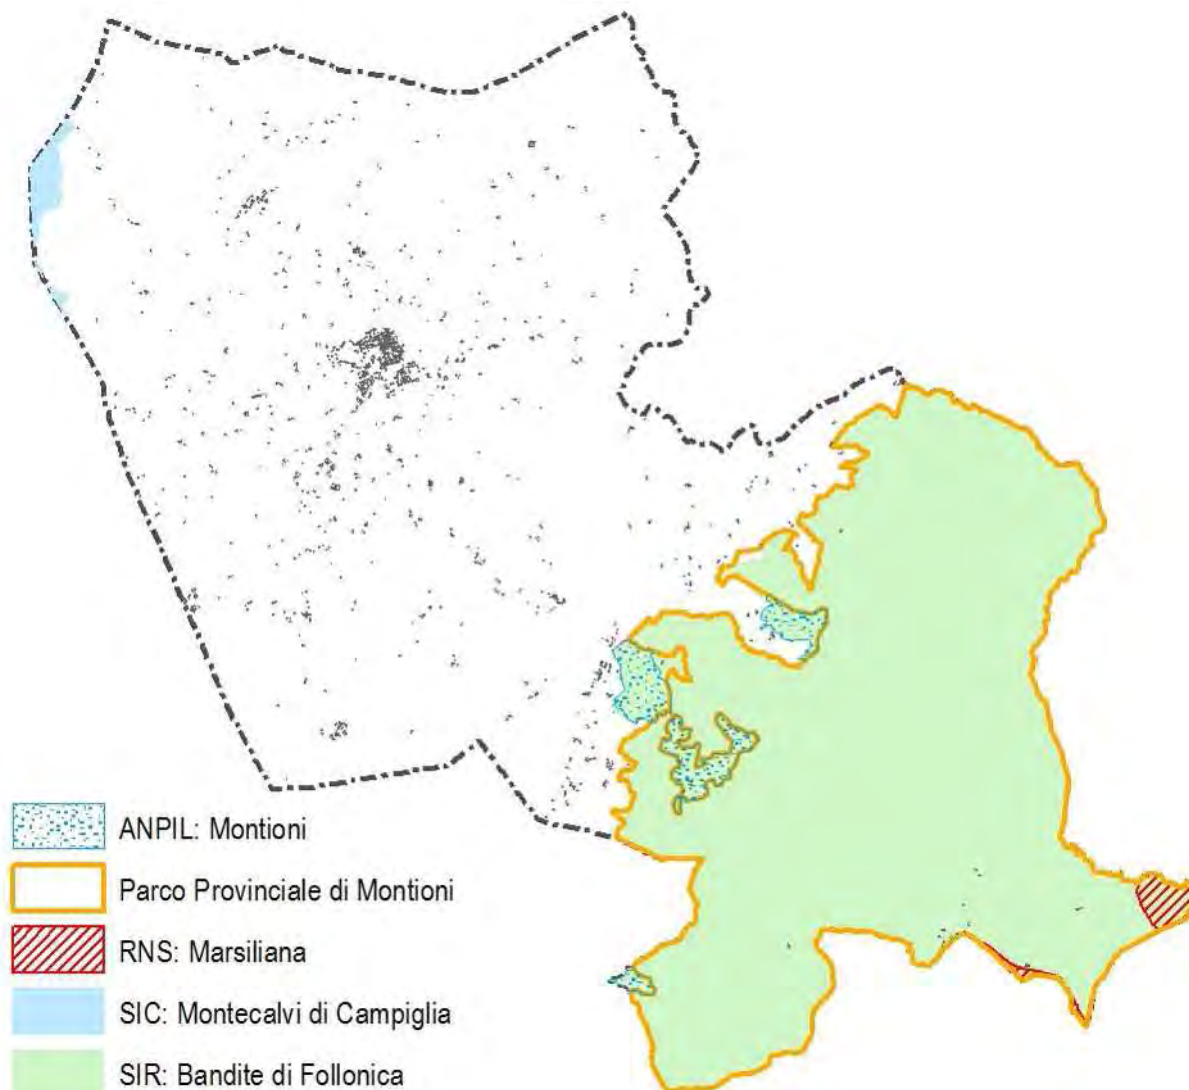 ANPIL: Montioni
Parco Provinciale di Montioni
RNS: Marsiliana
SIC: Montecalvi di Campiglia
SIR: Bandite di Follonica